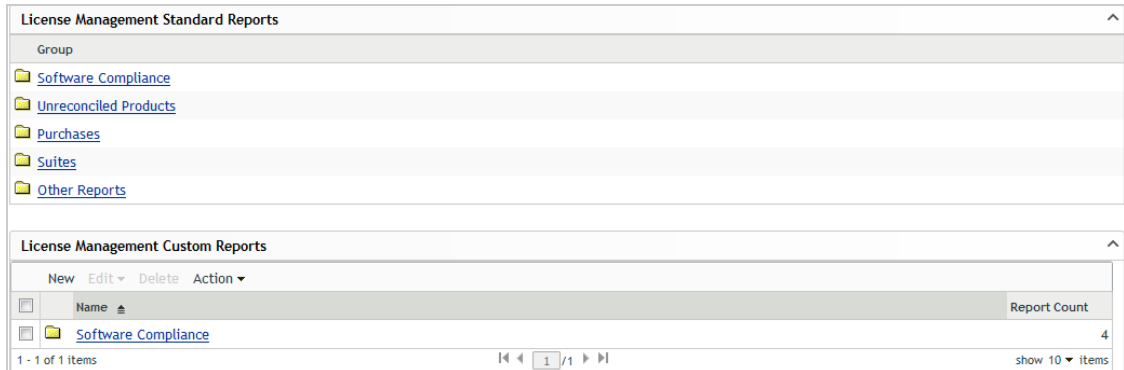 License Management Standard Reports
Group
Software Compliance
Unreconciled Products
Purchases
Suites
Other Reports
License Management Custom Reports
New Edit Delete Action
Name Report Count
Software Compliance 4
1 - 1 of 1 items 1 /1 show 10 items